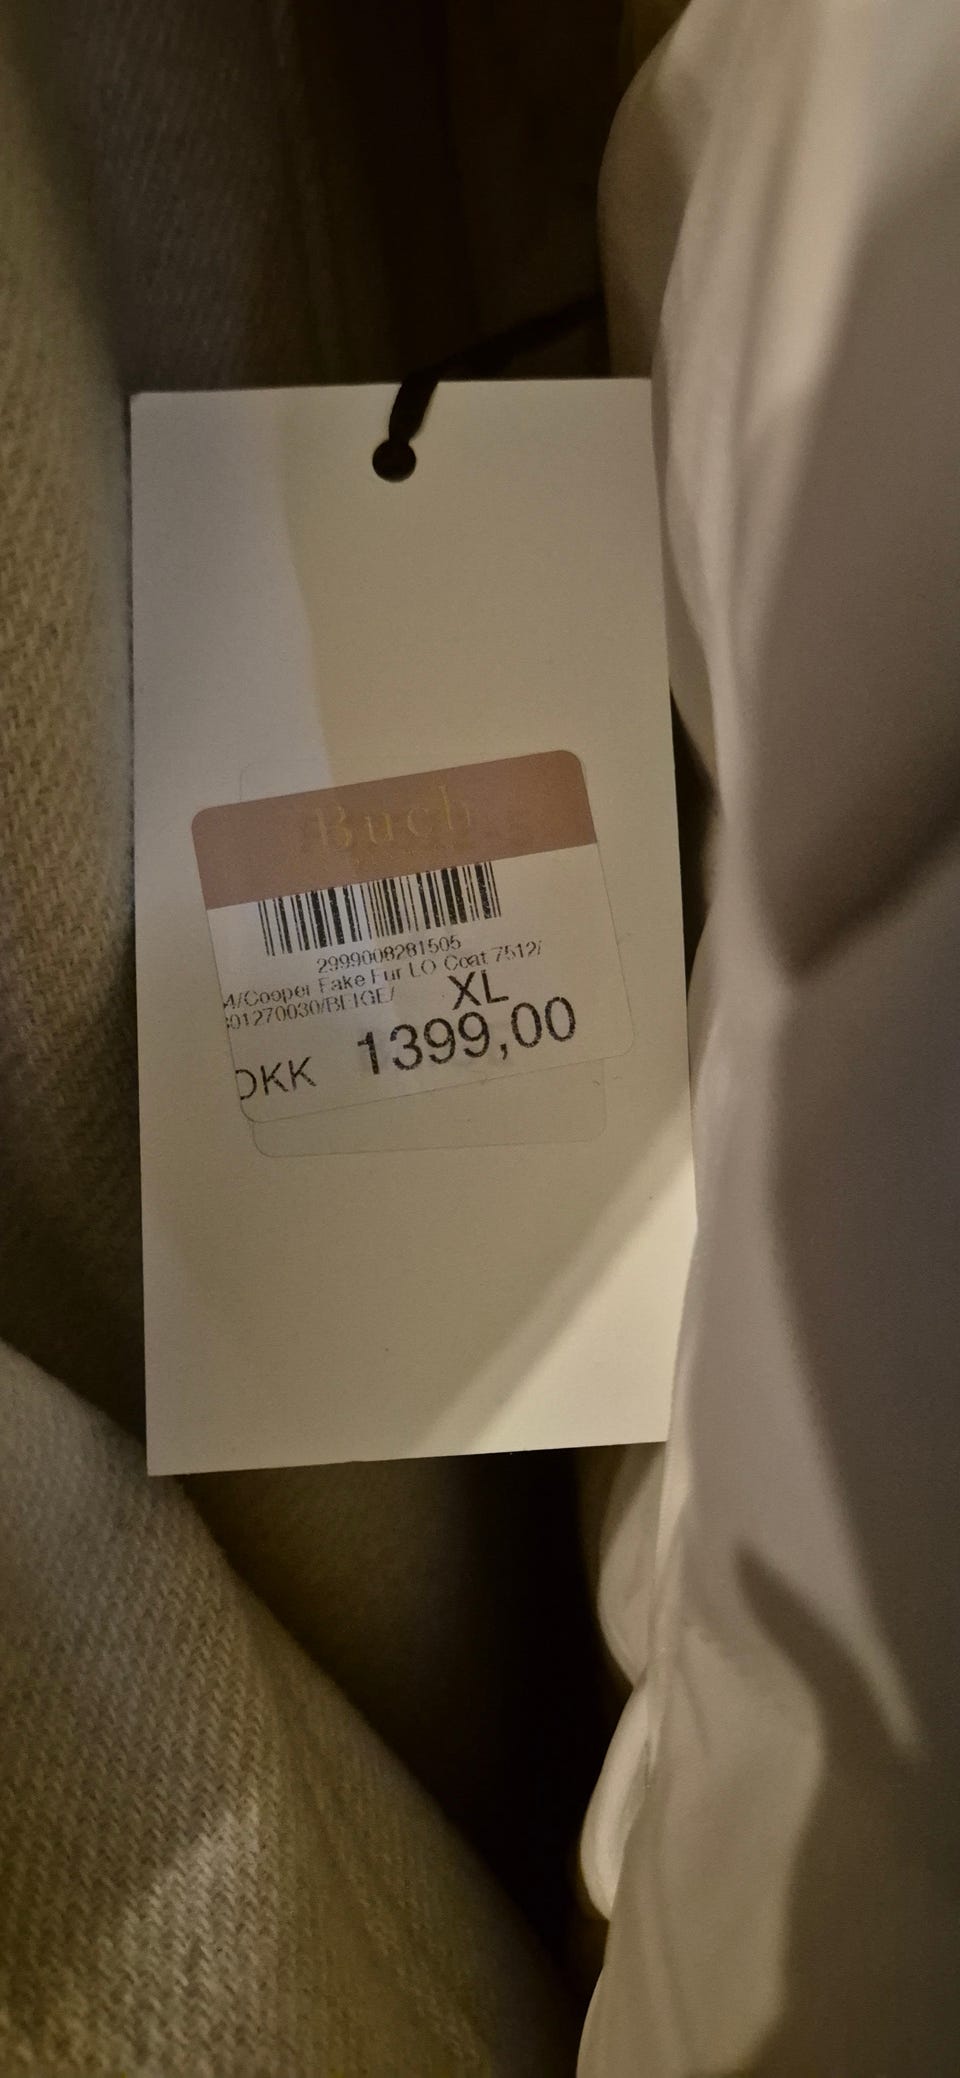 Buch
2999008281505
M/Cooper Fake Fur LO Coat 7512/
301270030/BEIGE/ XL
DKK 1399,00